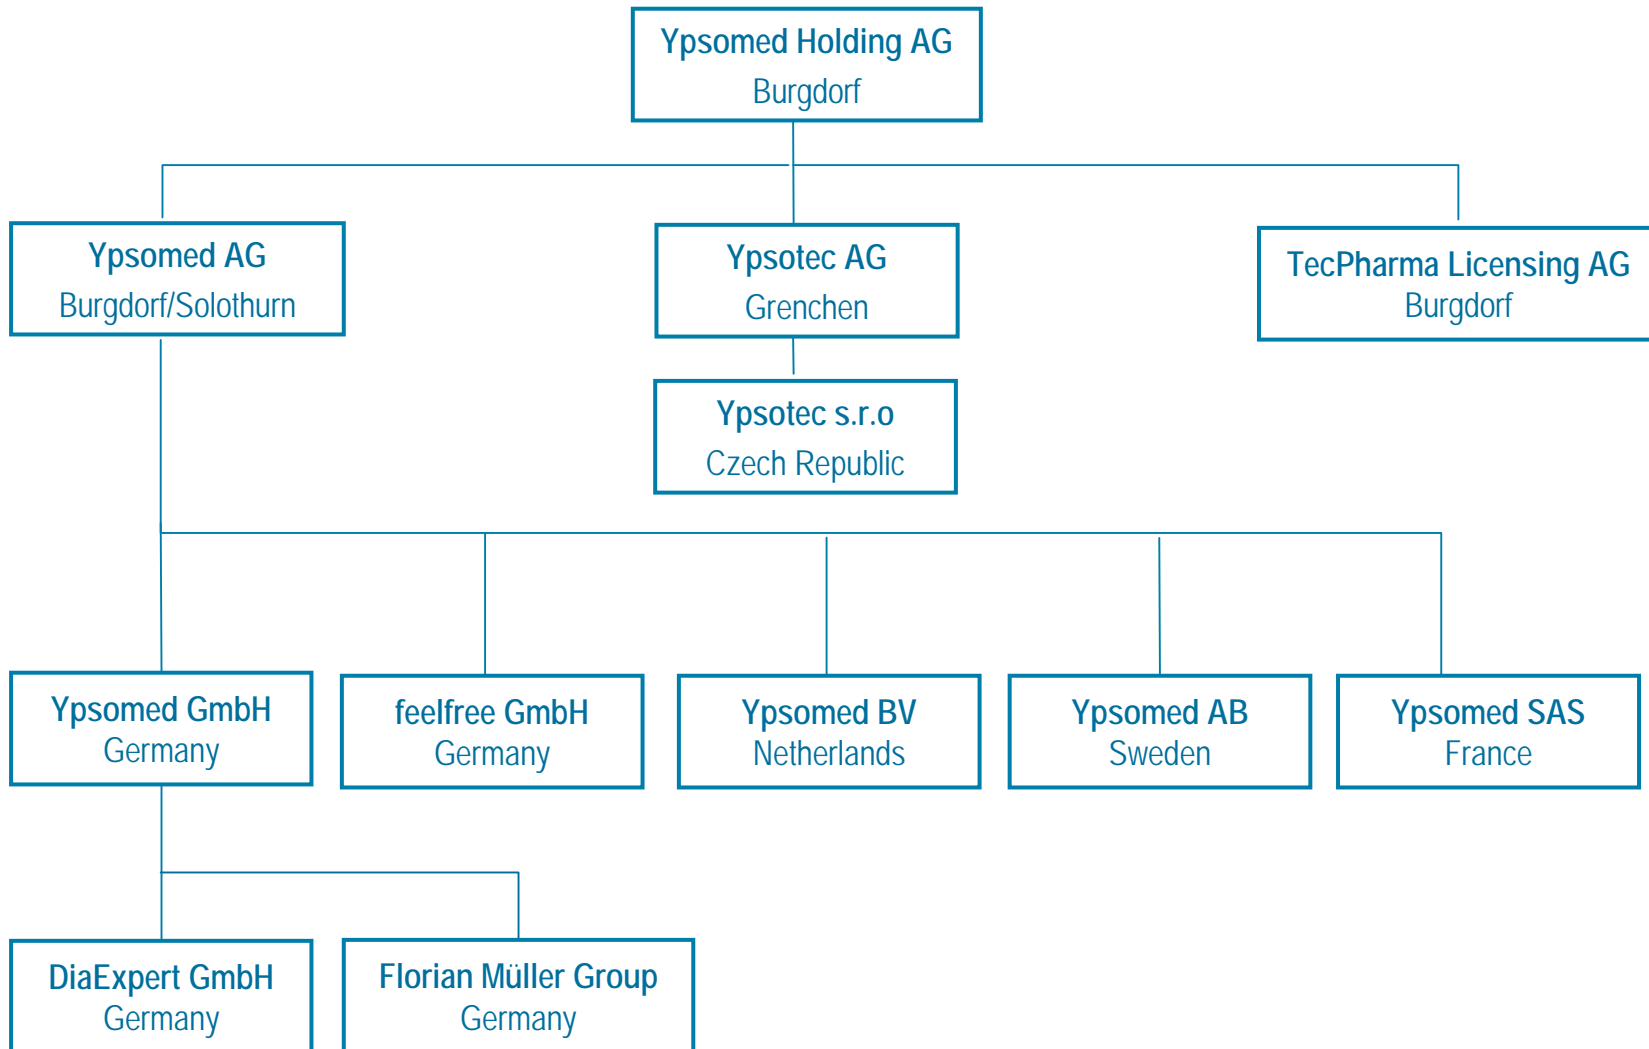 Ypsomed Holding AG
Burgdorf
Ypsomed AG
Burgdorf/Solothurn
Ypsotec AG
Grenchen
TecPharma Licensing AG
Burgdorf
Ypsotec s.r.o
Czech Republic
Ypsomed GmbH
Germany
feelfree GmbH
Germany
Ypsomed BV
Netherlands
Ypsomed AB
Sweden
Ypsomed SAS
France
DiaExpert GmbH
Germany
Florian Müller Group
Germany